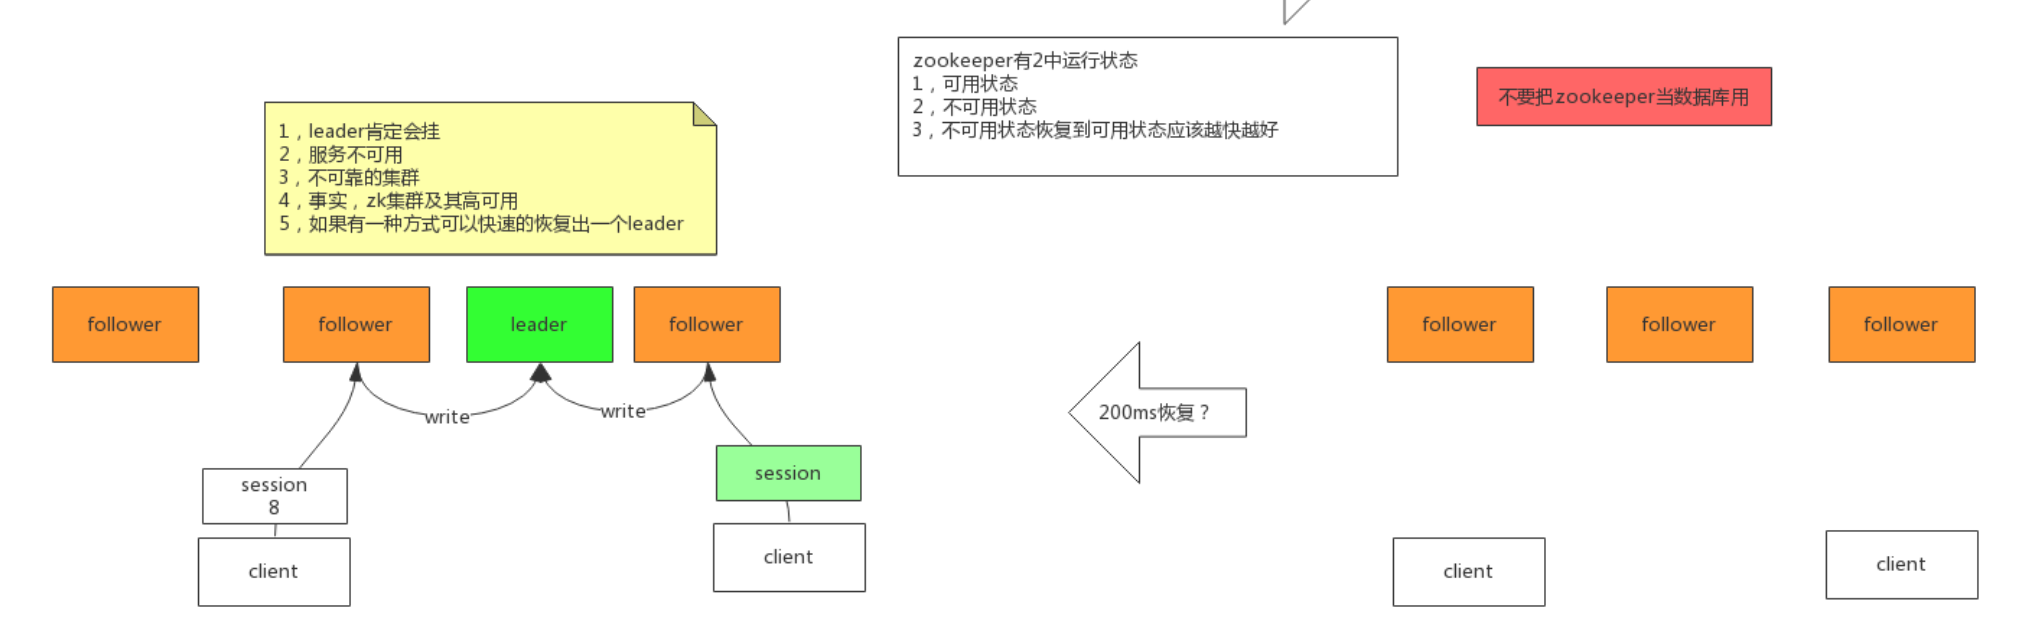 zookeeper有2中运行状态
1，可用状态
2，不可用状态
3，不可用状态恢复到可用状态应该越快越好
不要把zookeeper当数据库用
1，leader肯定会挂
2，服务不可用
3，不可靠的集群
4，事实，zk集群及其高可用
5，如果有一种方式可以快速的恢复出一个leader
follower
follower
leader
follower
follower
follower
follower
write
write
200ms恢复？
session
8
session
client
client
client
client